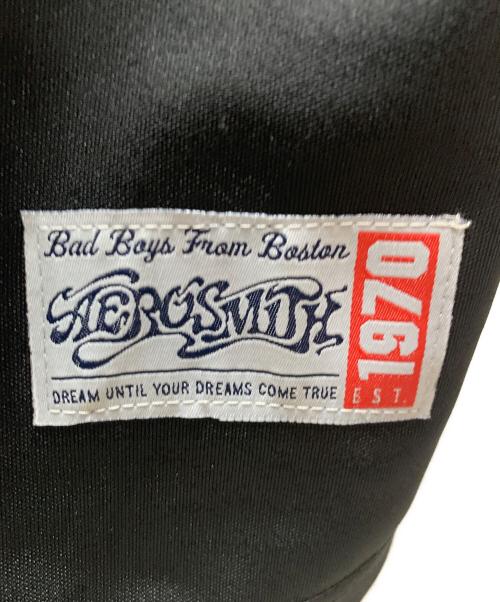 Bad Boys From Boston
AEROSMITH
DREAM UNTIL YOUR DREAMS COME TRUE
EST. 1970